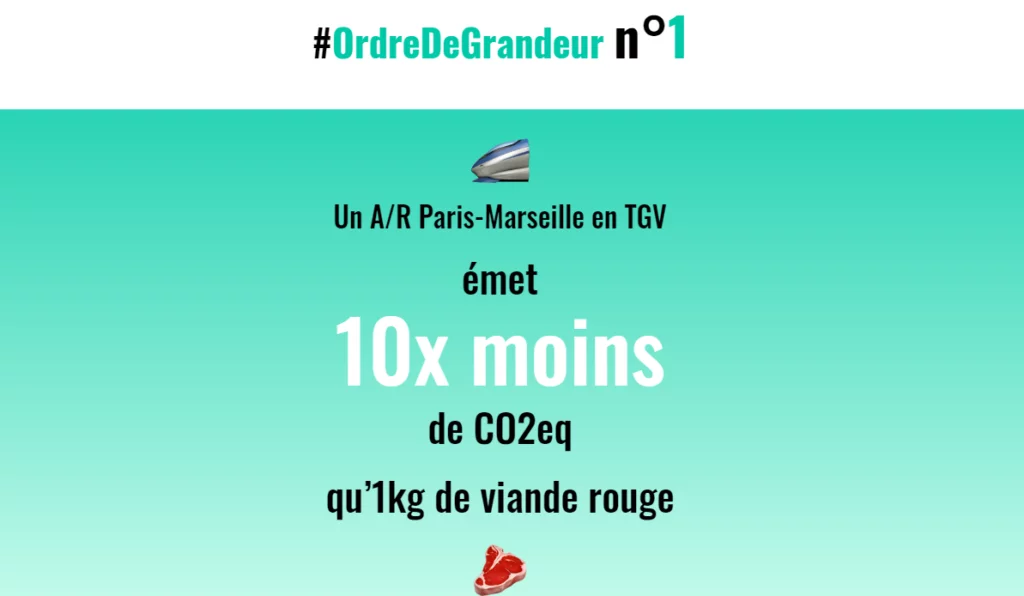 #OrdreDeGrandeur n°1
Un A/R Paris-Marseille en TGV
émet
10x moins
de CO2eq
qu’1kg de viande rouge